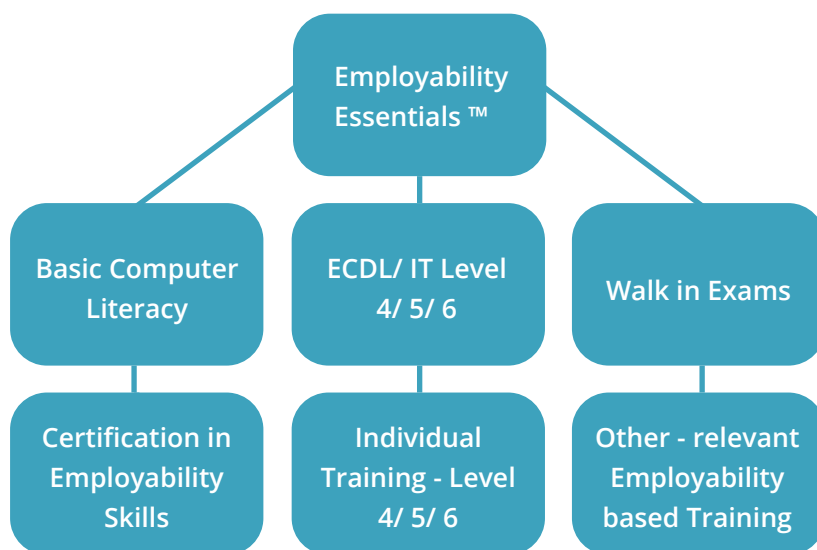 Employability
Essentials ™
Basic Computer
Literacy
ECDL/ IT Level
4/ 5/ 6
Walk in Exams
Certification in
Employability
Skills
Individual
Training - Level
4/ 5/ 6
Other - relevant
Employability
based Training